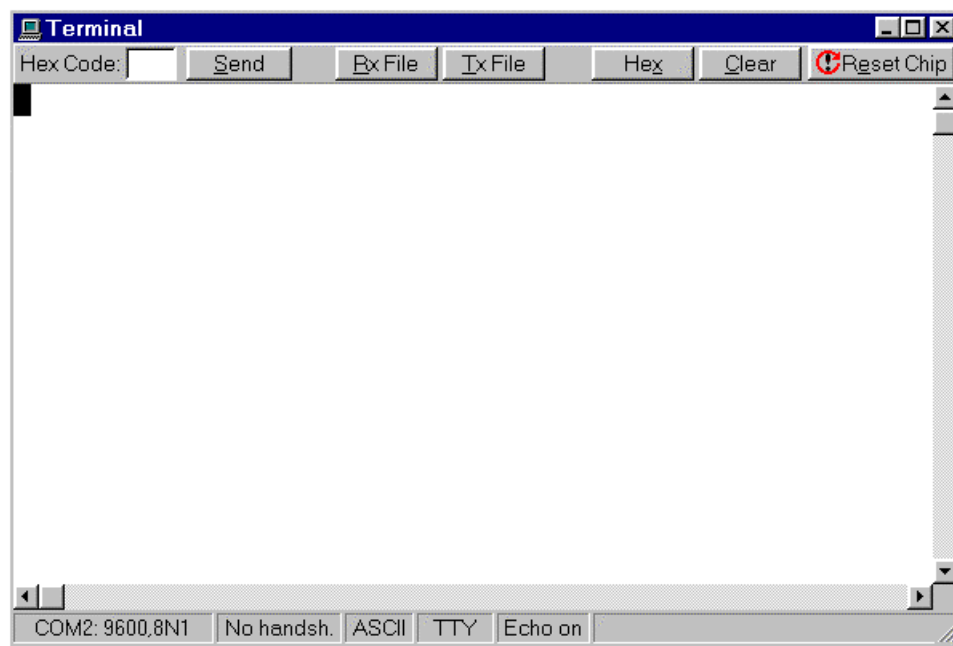 Terminal
Hex Code: Send Rx File Tx File Hex Clear Reset Chip
COM2: 9600,8N1 No handsh. ASCII TTY Echo on